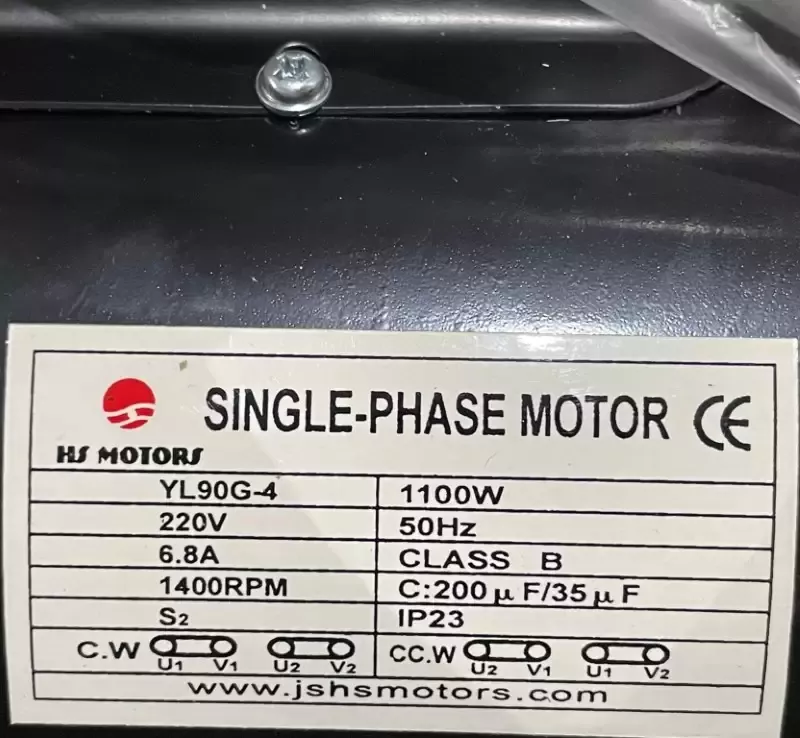 SINGLE-PHASE MOTOR CE
HS MOTORS
YL90G-4 1100W
220V 50Hz
6.8A CLASS B
1400RPM C:200μF/35μF
S2 IP23
C.W U1 V1 U2 V2 CC.W U2 V1 U1 V2
www.jshsmotors.com